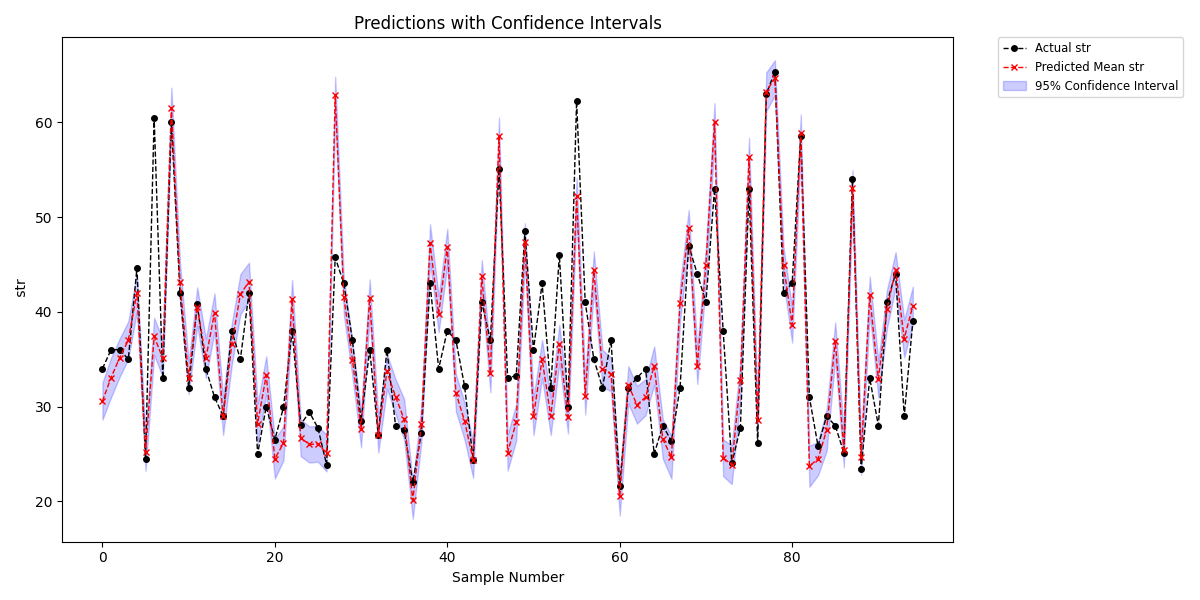 Predictions with Confidence Intervals
Actual str
Predicted Mean str
95% Confidence Interval
str
60
50
40
30
20
0
20
40
60
80
Sample Number